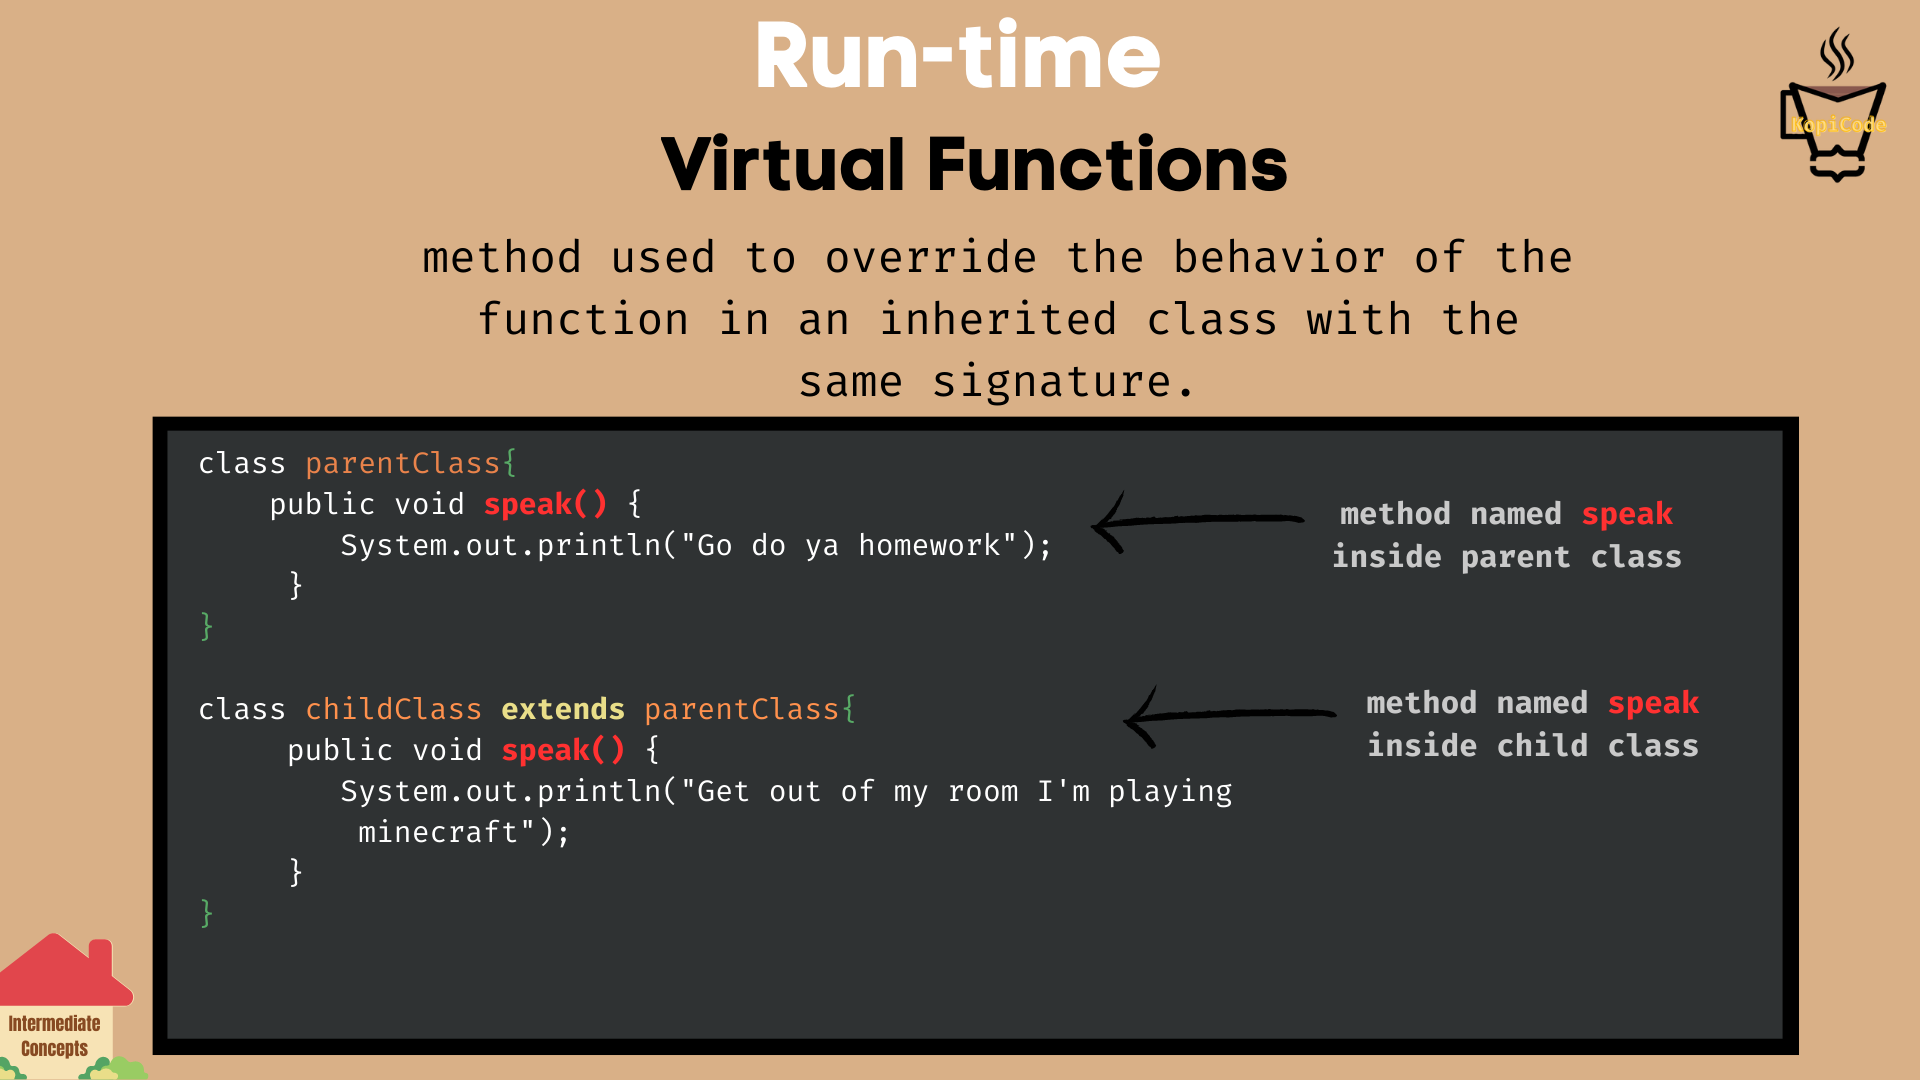 Run-time
KopiCode
Virtual Functions
method used to override the behavior of the
function in an inherited class with the
same signature.
class parentClass{
public void speak() {
System.out.println("Go do ya homework");
}
}
method named speak
inside parent class
class childClass extends parentClass{
public void speak() {
System.out.println("Get out of my room I'm playing
minecraft");
}
}
method named speak
inside child class
Intermediate
Concepts